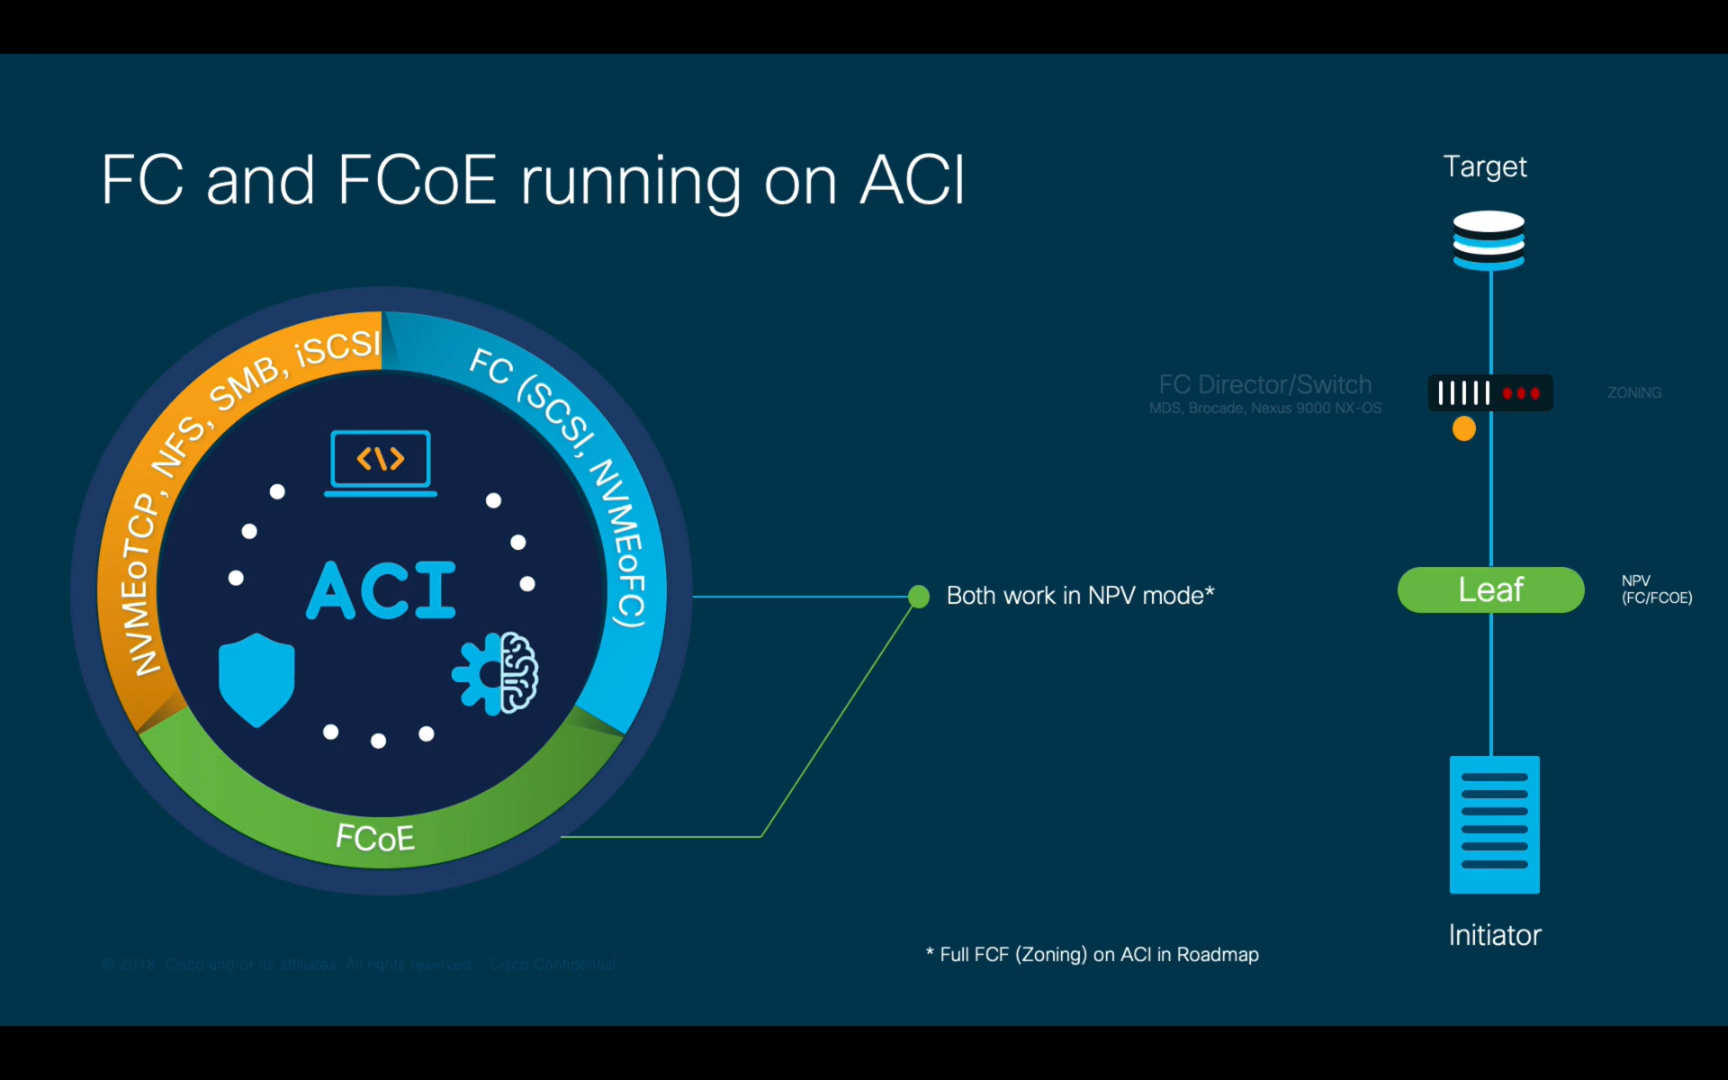 FC and FCoE running on ACI
NVMEoTCP, NFS, SMB, iSCSI
FC (SCSI, NVMEoFC)
<\>
ACI
FCoE
Both work in NPV mode*
Target
FC Director/Switch
MDS, Brocade, Nexus 9000 NX-OS
ZONING
Leaf
NPV
(FC/FCOE)
Initiator
* Full FCF (Zoning) on ACI in Roadmap
© 2018 Cisco and/or its affiliates. All rights reserved. Cisco Confidential